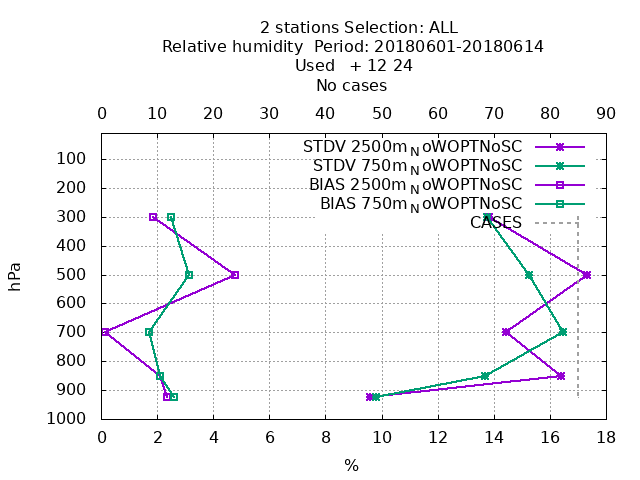 2 stations Selection: ALL
Relative humidity  Period: 20180601-20180614
Used   + 12 24
No cases
0 10 20 30 40 50 60 70 80 90
STDV 2500m_NoWOPTNoSC
STDV 750m_NoWOPTNoSC
BIAS 2500m_NoWOPTNoSC
BIAS 750m_NoWOPTNoSC
CASES
hPa
100
200
300
400
500
600
700
800
900
1000
0 2 4 6 8 10 12 14 16 18
%